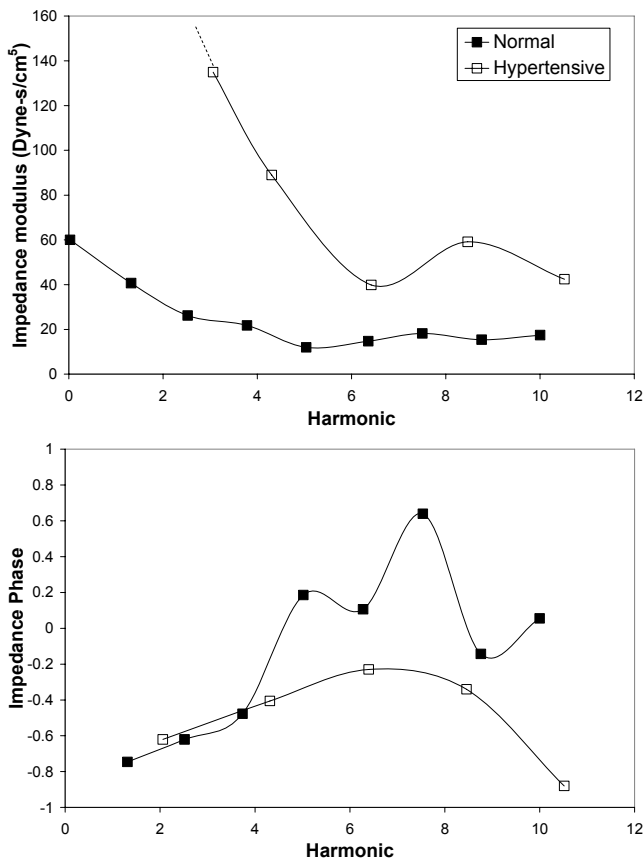 160
140
120
100
80
60
40
20
0
Impedance modulus (Dyne-s/cm⁵)
Normal
Hypertensive
0 2 4 6 8 10 12
Harmonic
1
0.8
0.6
0.4
0.2
0
-0.2
-0.4
-0.6
-0.8
-1
Impedance Phase
0 2 4 6 8 10 12
Harmonic